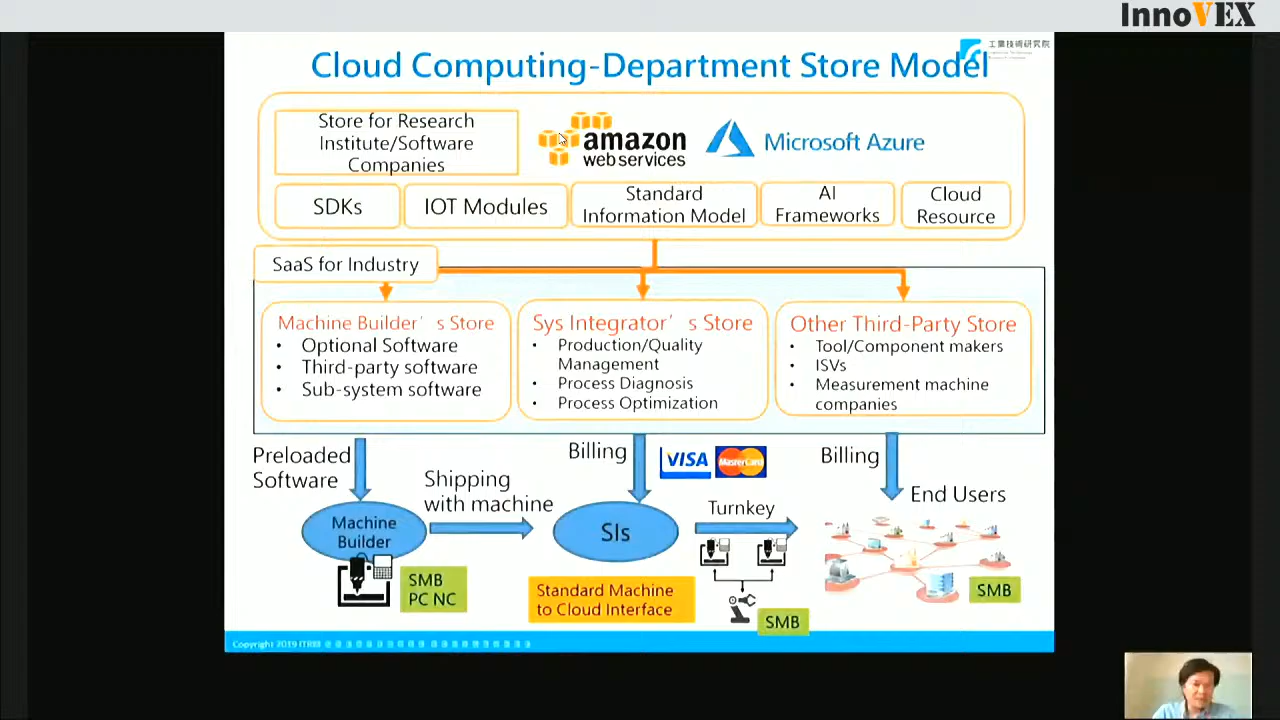 InnoVEX
工業技術研究院
Cloud Computing-Department Store Model
Store for Research
Institute/Software
Companies
amazon
webservices
Microsoft Azure
SDKs
IOT Modules
Standard
Information Model
AI
Frameworks
Cloud
Resource
SaaS for Industry
Machine Builder’s Store
• Optional Software
• Third-party software
• Sub-system software
Sys Integrator’s Store
• Production/Quality
Management
• Process Diagnosis
• Process Optimization
Other Third-Party Store
• Tool/Component makers
• ISVs
• Measurement machine
companies
Preloaded
Software
Billing
VISA
MasterCard
Billing
Shipping
with machine
Turnkey
End Users
Machine
Builder
SIs
SMB
PC NC
Standard Machine
to Cloud Interface
SMB
SMB
Copyright 2019 ITRI